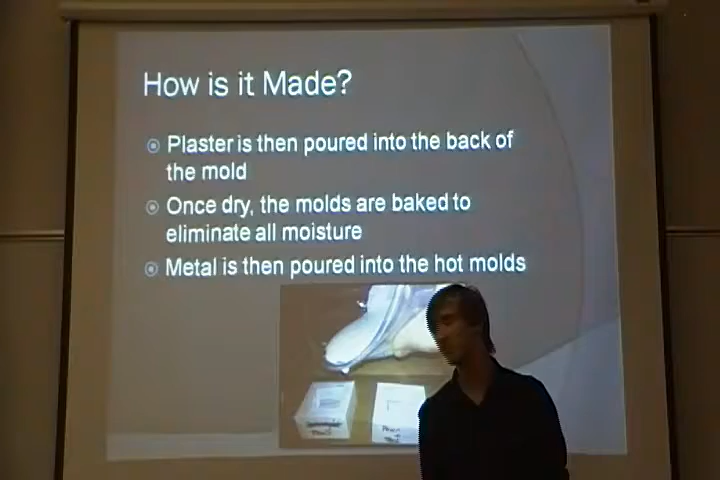 How is it Made?
Plaster is then poured into the back of
the mold
Once dry, the molds are baked to
eliminate all moisture
Metal is then poured into the hot molds